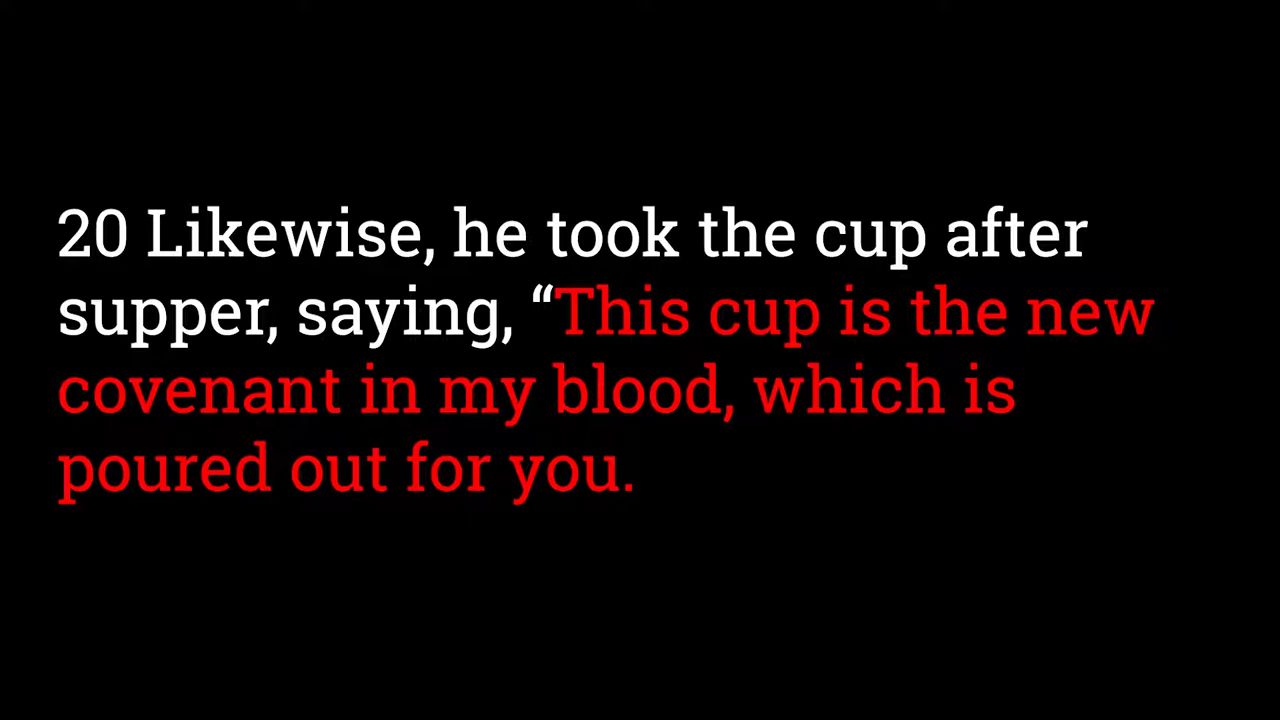 20 Likewise, he took the cup after
supper, saying, “This cup is the new
covenant in my blood, which is
poured out for you.